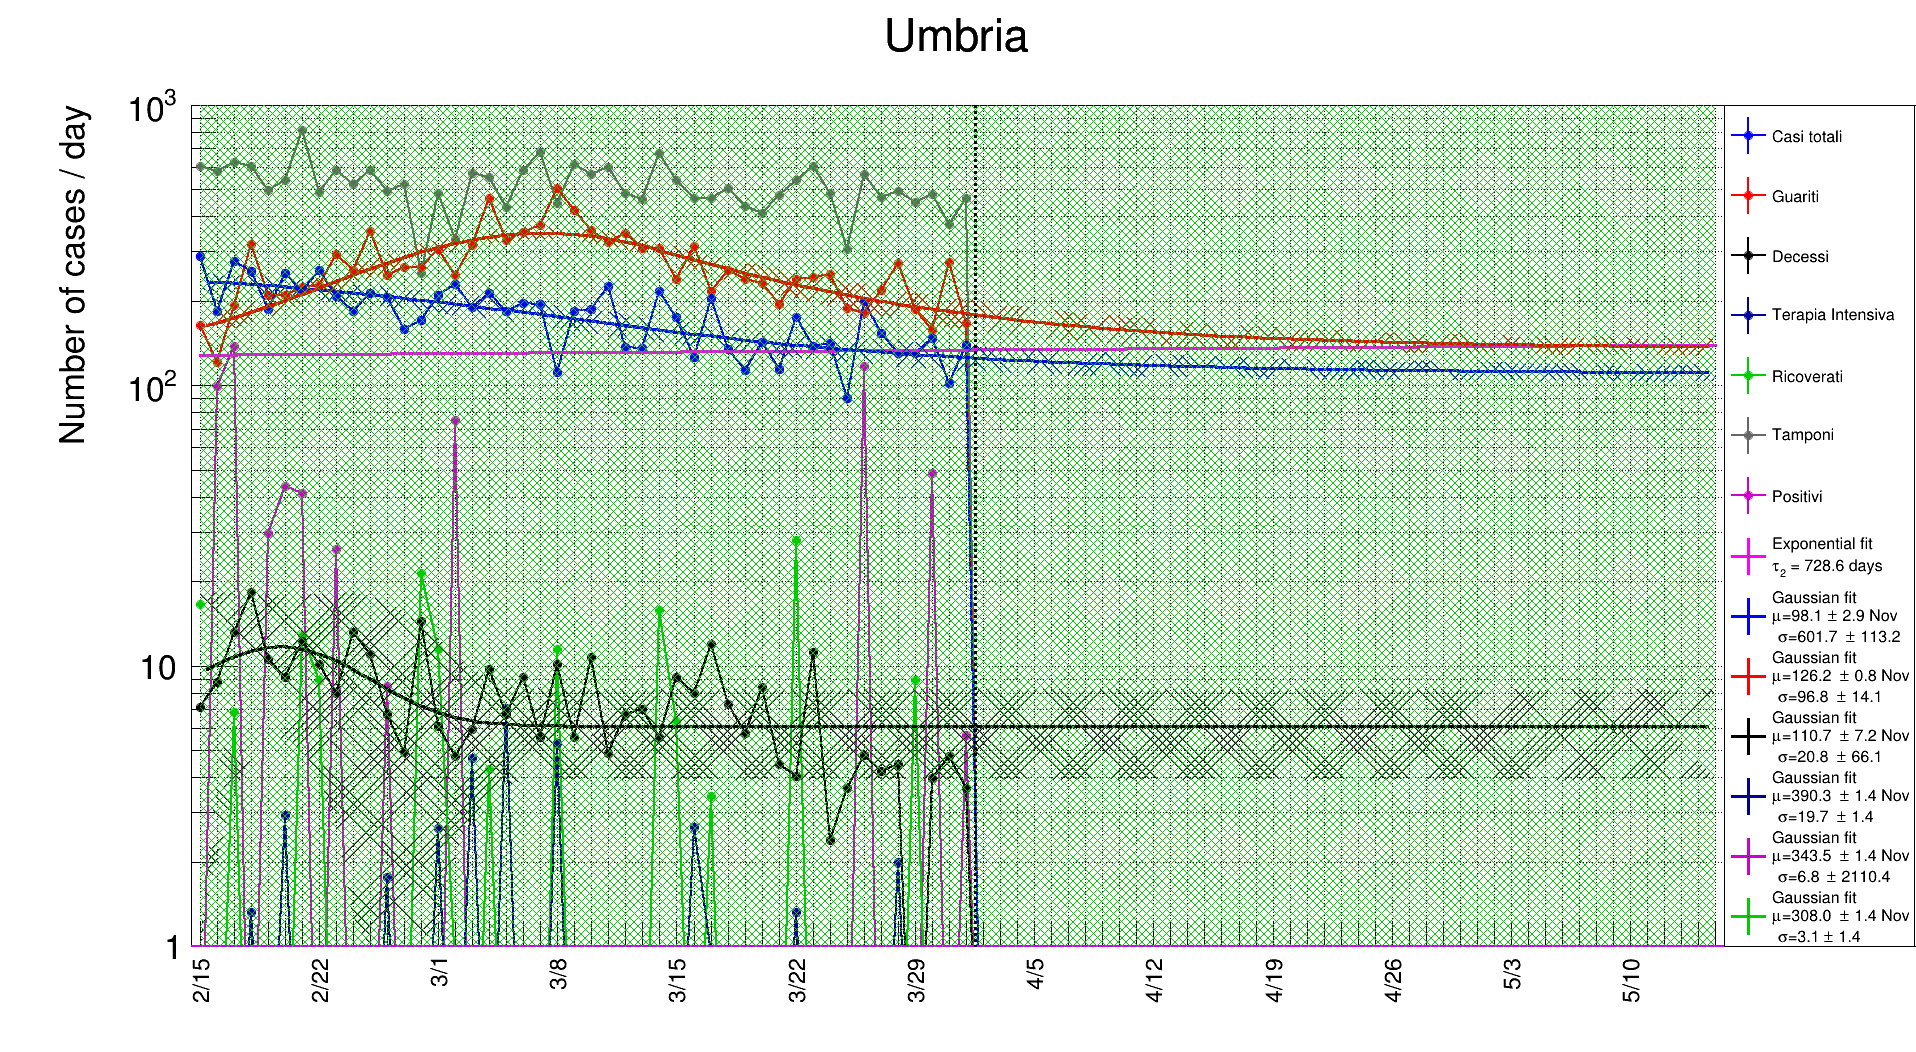 Umbria
Number of cases / day
10³
10²
10
1
2/15
2/22
3/1
3/8
3/15
3/22
3/29
4/5
4/12
4/19
4/26
5/3
5/10
Casi totali
Guariti
Decessi
Terapia Intensiva
Ricoverati
Tamponi
Positivi
Exponential fit
τ₂ = 728.6 days
Gaussian fit
μ=98.1 ± 2.9 Nov
σ=601.7 ± 113.2
Gaussian fit
μ=126.2 ± 0.8 Nov
σ=96.8 ± 14.1
Gaussian fit
μ=110.7 ± 7.2 Nov
σ=20.8 ± 66.1
Gaussian fit
μ=390.3 ± 1.4 Nov
σ=19.7 ± 1.4
Gaussian fit
μ=343.5 ± 1.4 Nov
σ=6.8 ± 2110.4
Gaussian fit
μ=308.0 ± 1.4 Nov
σ=3.1 ± 1.4